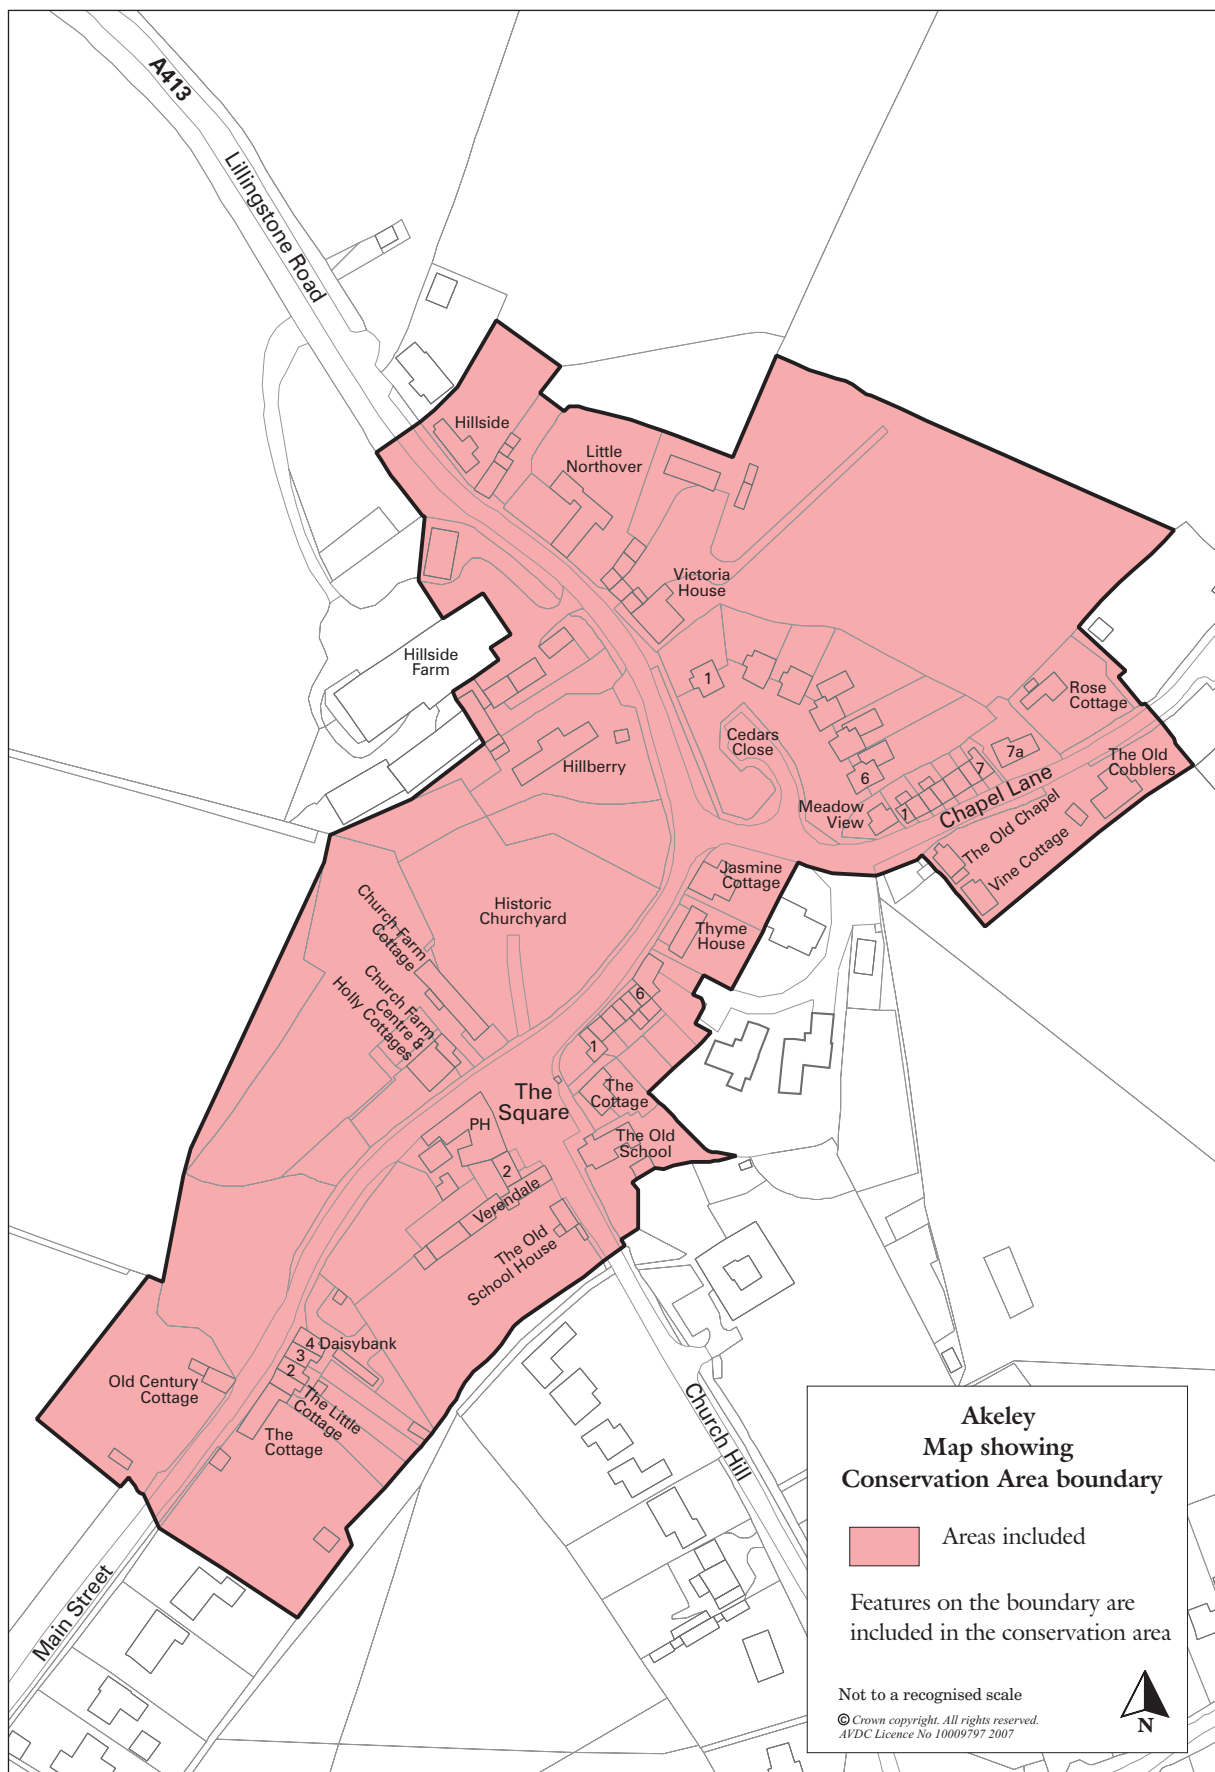 A413
Lillingstone Road
Hillside
Little
Northover
Victoria
House
Hillside
Farm
1
Rose
Cottage
Cedars
Close
7a
The Old
Cobblers
Hillberry
6
7
Meadow
View
1
Chapel Lane
The Old Chapel
Vine Cottage
Jasmine
Cottage
Historic
Churchyard
Thyme
House
Church Farm
Cottage
Church Farm
Centre &
Holly Cottages
6
1
The
Square
The
Cottage
PH
The Old
School
2
Verendale
The Old
School House
4 Daisybank
3
2
Old Century
Cottage
The Little
Cottage
The
Cottage
Church Hill
Main Street
Akeley
Map showing
Conservation Area boundary
Areas included
Features on the boundary are
included in the conservation area
Not to a recognised scale
© Crown copyright. All rights reserved.
AVDC Licence No 10009797 2007
N